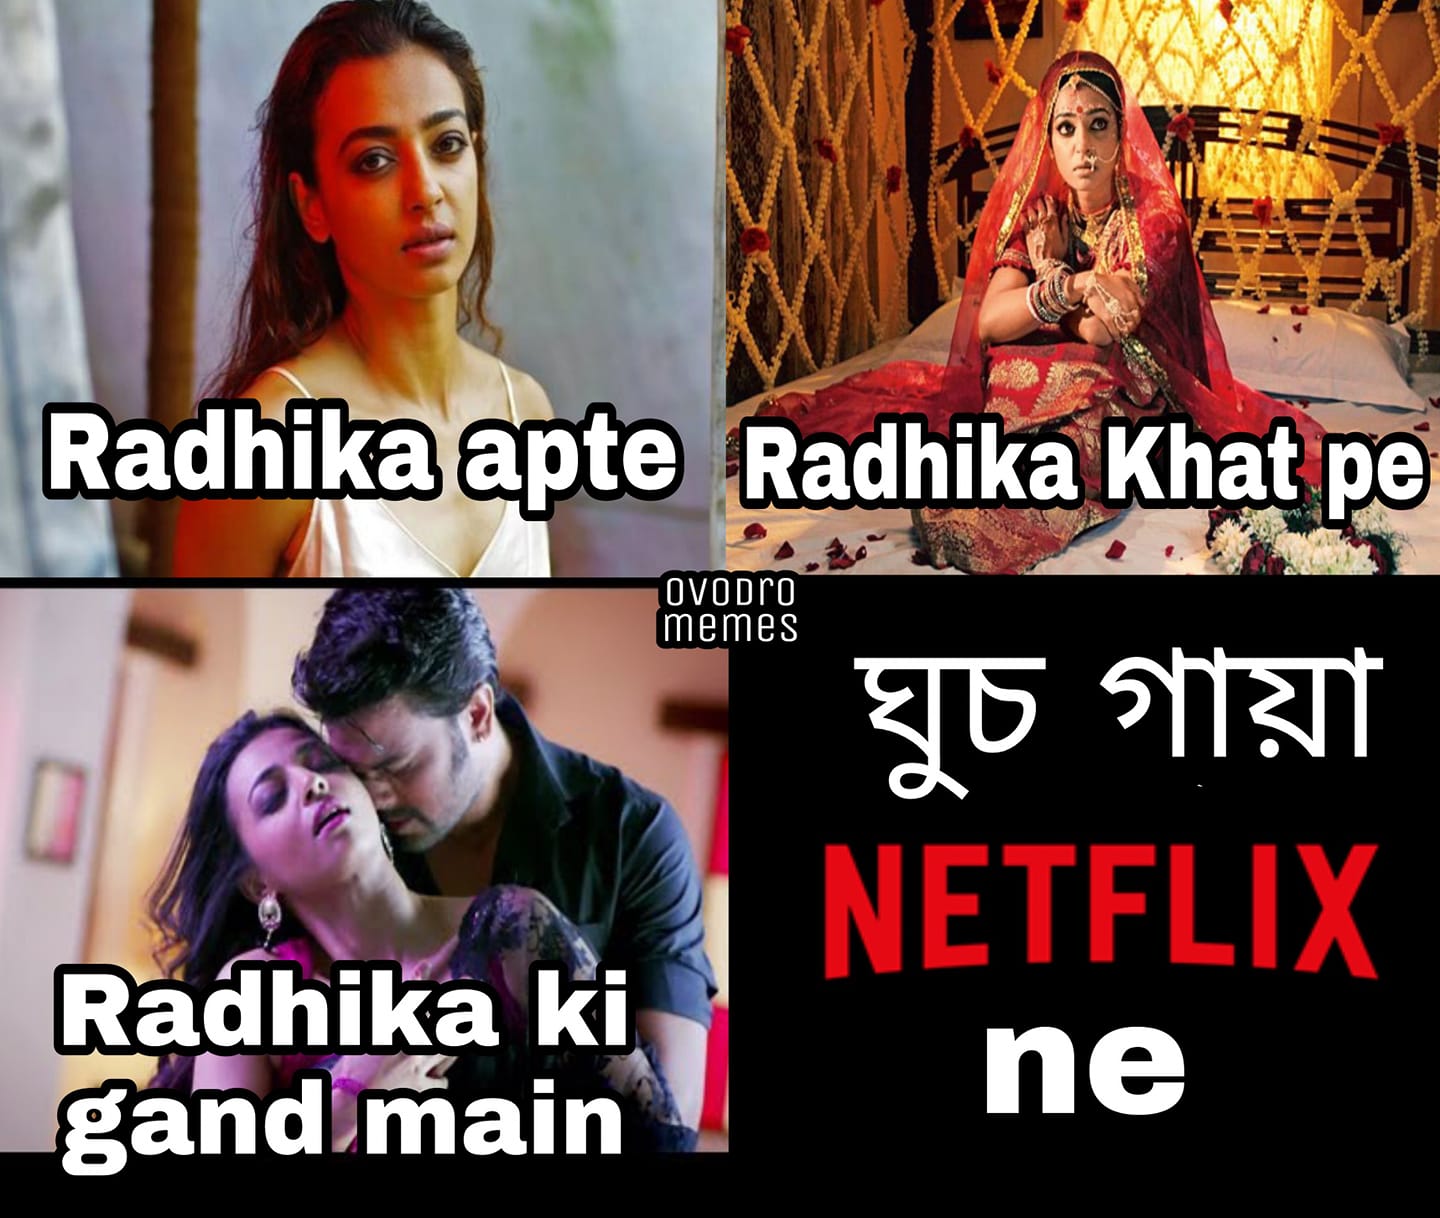 Radhika apte
Radhika Khat pe
ovodro
memes
Radhika ki
gand main
ঘুচ গায়া
NETFLIX
ne